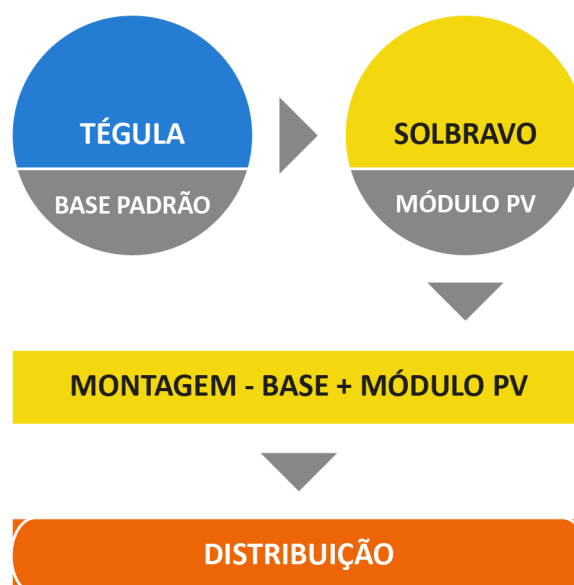 TÉGULA
BASE PADRÃO
SOLBRAVO
MÓDULO PV
MONTAGEM - BASE + MÓDULO PV
DISTRIBUIÇÃO